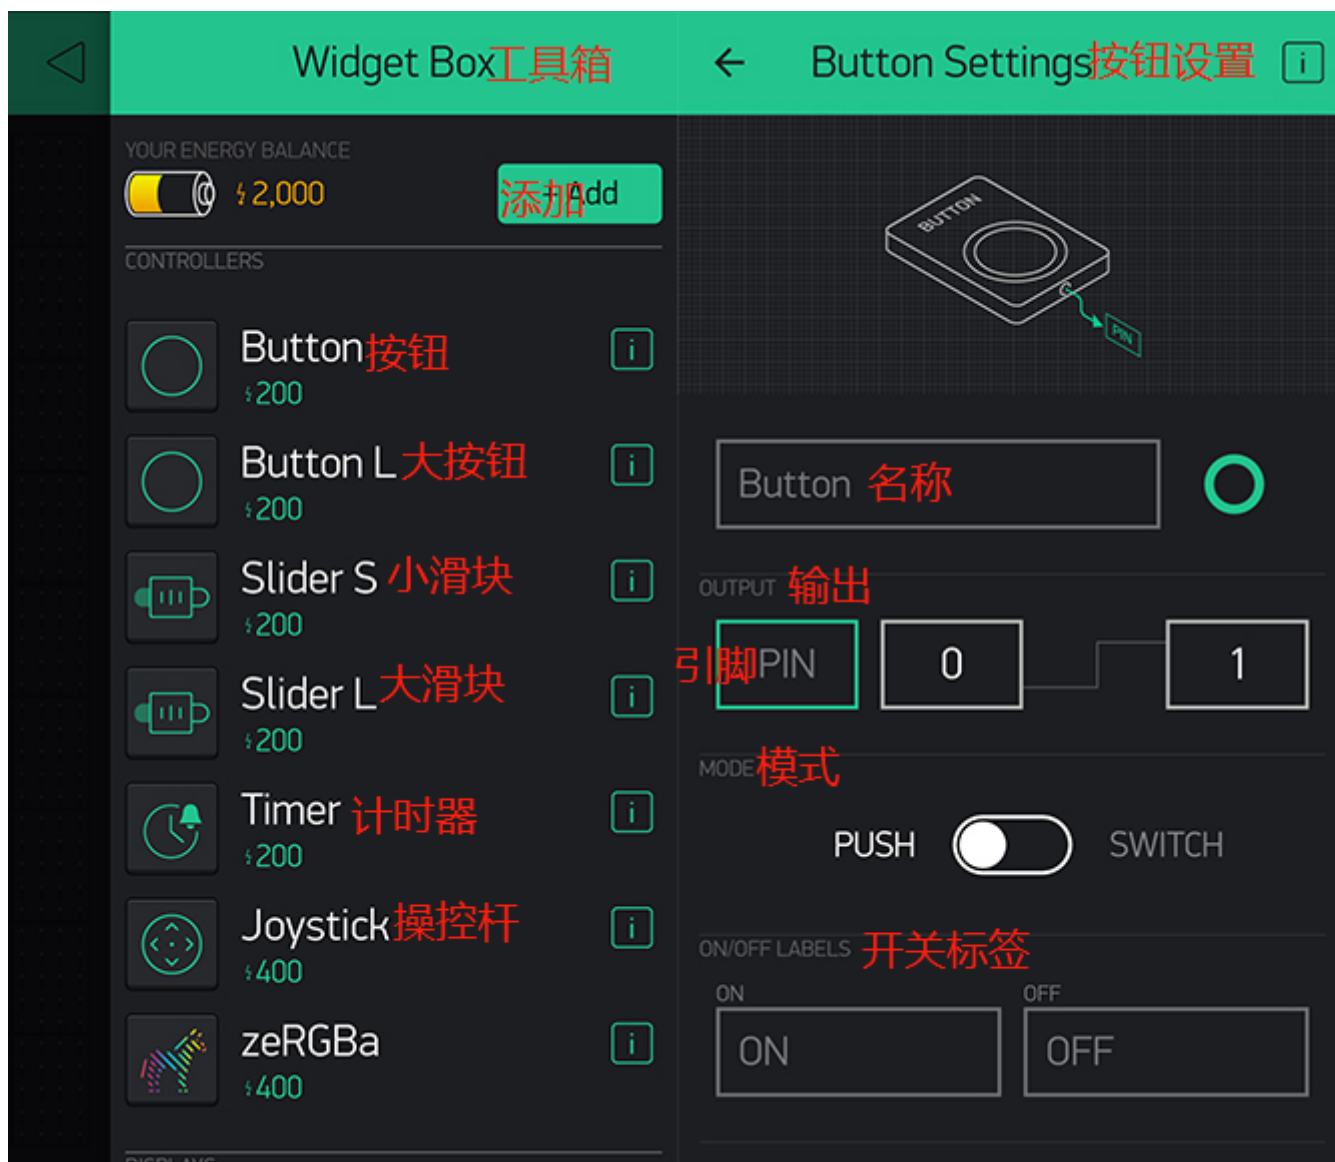 Widget Box工具箱
YOUR ENERGY BALANCE
2,000
添加+ Add
CONTROLLERS
Button按钮
200
Button L大按钮
200
Slider S 小滑块
200
Slider L大滑块
200
Timer 计时器
200
Joystick操控杆
400
zeRGBa
400
DISPLAYS
Button Settings按钮设置
i
BUTTON
PIN
Button 名称
OUTPUT 输出
引脚PIN 0 1
MODE模式
PUSH SWITCH
ON/OFF LABELS 开关标签
ON OFF
ON OFF